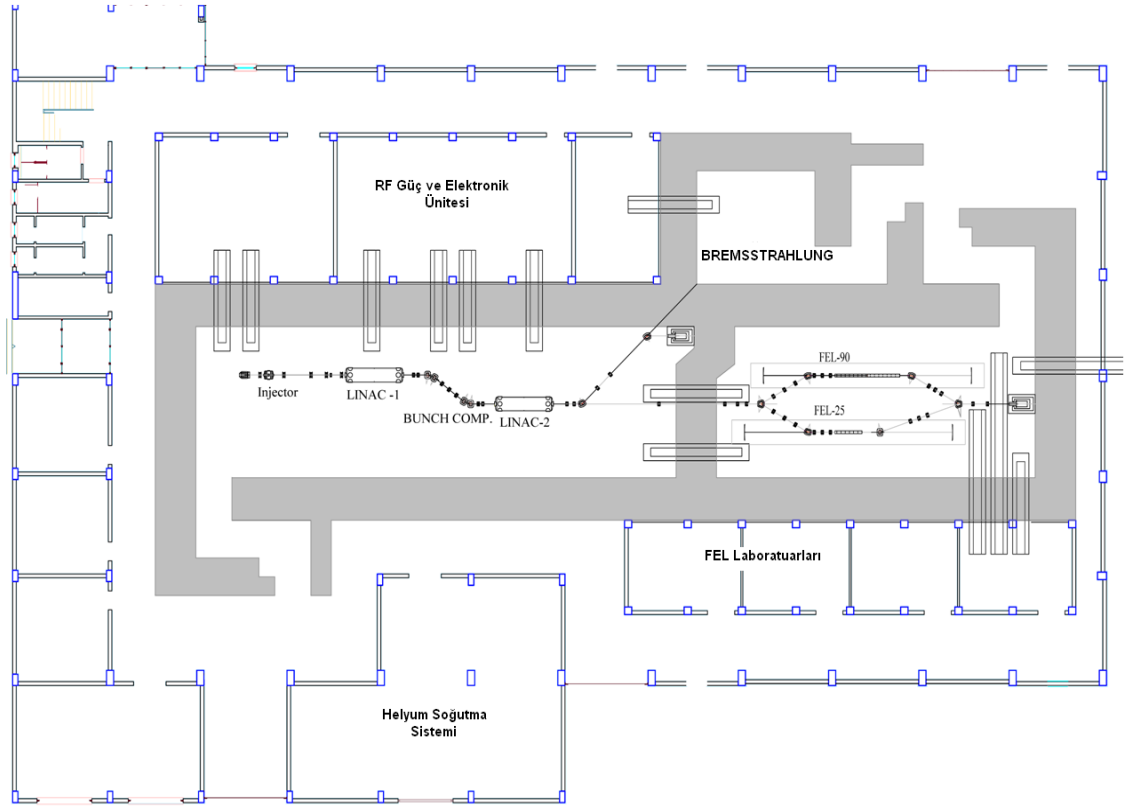 RF Güç ve Elektronik
Ünitesi
BREMSSTRAHLUNG
FEL-90
Injector
LINAC -1
BUNCH COMP.
LINAC-2
FEL-25
FEL Laboratuarları
Helyum Soğutma
Sistemi